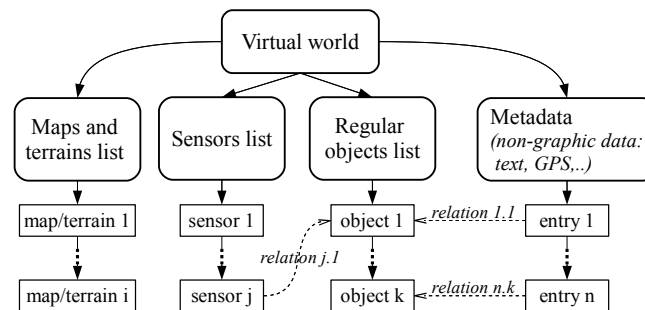 Virtual world
Maps and
terrains list
Sensors list
Regular
objects list
Metadada
(non-graphic data:
text, GPS,..)
map/terrain 1
sensor 1
object 1
relation 1.1
entry 1
relation j.1
map/terrain i
sensor j
object k
relation n.k
entry n